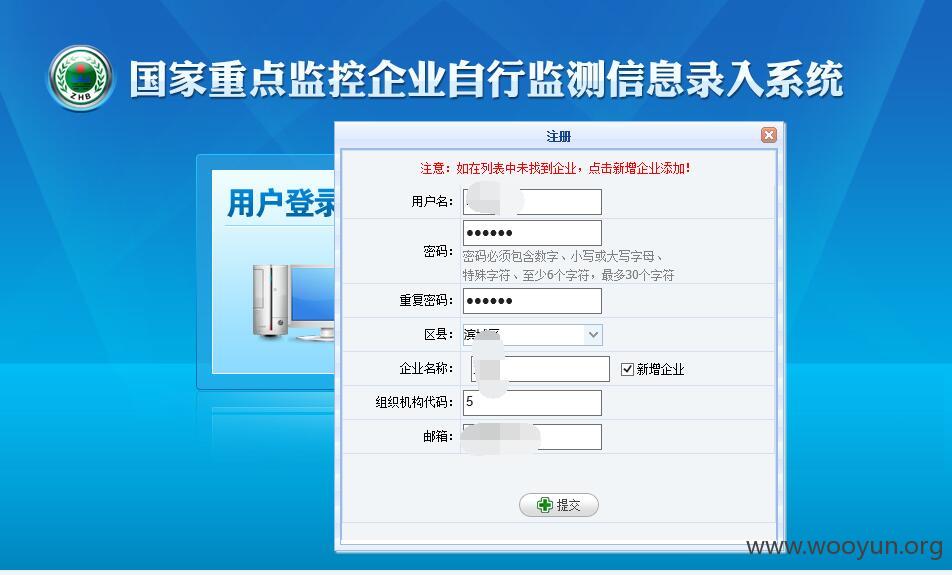 ZHB
国家重点监控企业自行监测信息录入系统
注册
用户登录
注意：如在列表中未找到企业，点击新增企业添加！
用户名：
密码：
●●●●●●
密码必须包含数字、小写或大写字母、
特殊字符、至少6个字符，最多30个字符
重复密码：
●●●●●●
区县：
企业名称：
新增企业
组织机构代码：
5
邮箱：
提交
www.wooyun.org